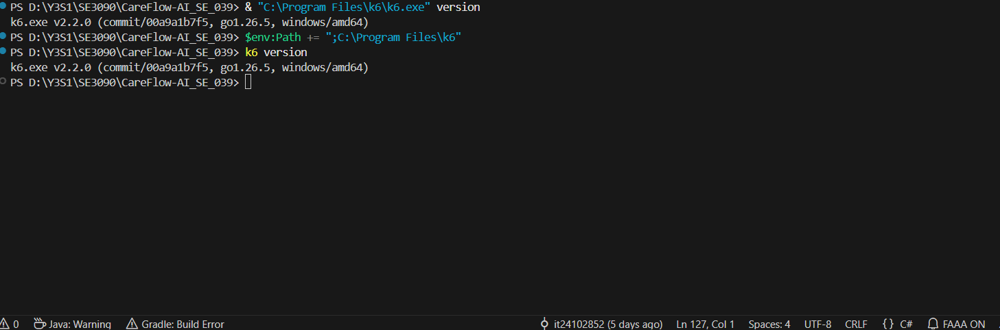 PS D:\Y3S1\SE3090\CareFlow-AI_SE_039> & "C:\Program Files\k6\k6.exe" version
k6.exe v2.2.0 (commit/00a9a1b7f5, go1.26.5, windows/amd64)
PS D:\Y3S1\SE3090\CareFlow-AI_SE_039> $env:Path += ";C:\Program Files\k6"
PS D:\Y3S1\SE3090\CareFlow-AI_SE_039> k6 version
k6.exe v2.2.0 (commit/00a9a1b7f5, go1.26.5, windows/amd64)
PS D:\Y3S1\SE3090\CareFlow-AI_SE_039>
0 Java: Warning Gradle: Build Error it24102852 (5 days ago) Ln 127, Col 1 Spaces: 4 UTF-8 CRLF {} C# FAAA ON